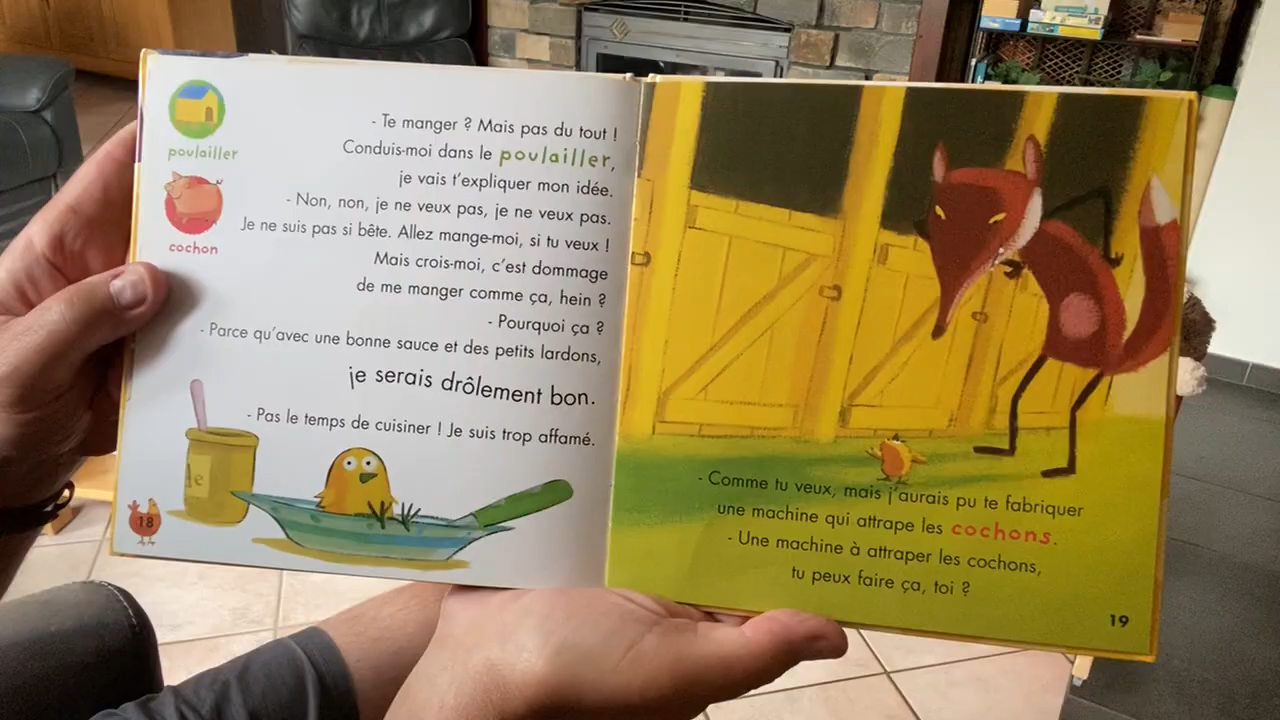 poulailler
cochon
- Te manger ? Mais pas du tout !
Conduis-moi dans le poulailler,
je vais t'expliquer mon idée.
- Non, non, je ne veux pas, je ne veux pas.
Je ne suis pas si bête. Allez mange-moi, si tu veux !
Mais crois-moi, c'est dommage
de me manger comme ça, hein ?
- Pourquoi ça ?
- Parce qu'avec une bonne sauce et des petits lardons,
je serais drôlement bon.
- Pas le temps de cuisiner ! Je suis trop affamé.
18
- Comme tu veux, mais j'aurais pu te fabriquer
une machine qui attrape les cochons.
- Une machine à attraper les cochons,
tu peux faire ça, toi ?
19